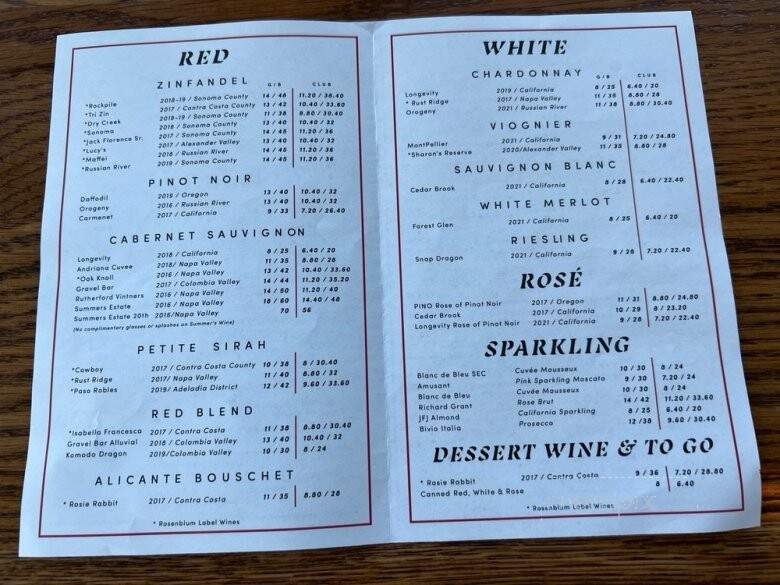 RED
ZINFANDEL G/B CLUB
*Rockpile 2018-19 / Sonoma County 14 / 48 11.20 / 38.40
*Tri Zin 2017 / Contra Costa County 13 / 42 10.40 / 33.60
*Dry Creek 2018-19 / Sonoma County 11 / 38 8.80 / 30.40
*Sonoma 2018 / Sonoma County 13 / 40 10.40 / 32
*Jack Florence Sr. 2017 / Sonoma County 14 / 45 11.20 / 36
*Lucy's 2017 / Alexander Valley 13 / 40 10.40 / 32
*Maffei 2018 / Russian River 14 / 45 11.20 / 36
*Russian River 2019 / Sonoma County 14 / 45 11.20 / 36
PINOT NOIR
Daffodil 2019 / Oregon 13 / 40 10.40 / 32
Orogeny 2016 / Russian River 13 / 40 10.40 / 32
Carmenet 2017 / California 9 / 33 7.20 / 26.40
CABERNET SAUVIGNON
Longevity 2018 / California 8 / 25 6.40 / 20
Andriana Cuvee 2018 / Napa Valley 11 / 35 8.80 / 28
*Oak Knoll 2016 / Napa Valley 13 / 42 10.40 / 33.60
Gravel Bar 2017 / Columbia Valley 14 / 44 11.20 / 35.20
Rutherford Vintners 2016 / Napa Valley 14 / 50 11.20 / 40
Summers Estate 2016 / Napa Valley 18 / 60 14.40 / 48
Summers Estate 20th 2016/Napa Valley 70 56
(No complimentary glasses or splashes on Summer's Wine)
PETITE SIRAH
*Cowboy 2017 / Contra Costa County 10 / 38 8 / 30.40
*Rust Ridge 2017 / Napa Valley 11 / 40 8.80 / 32
*Paso Robles 2019 / Adeladia District 12 / 42 9.60 / 33.60
RED BLEND
*Isabella Francesca 2017 / Contra Costa 11 / 38 8.80 / 30.40
Gravel Bar Alluvial 2018 / Colombia Valley 13 / 40 10.40 / 32
Komodo Dragon 2019/Colombia Valley 10 / 30 8 / 24
ALICANTE BOUSCHET
* Rosie Rabbit 2017 / Contra Costa 11 / 35 8.80 / 28
* Rosenblum Label Wines
WHITE
CHARDONNAY G/B CLUB
Longevity 2019 / California 8 / 25 6.40 / 20
* Rust Ridge 2017 / Napa Valley 11 / 35 8.80 / 28
Orogeny 2021 / Russian River 11 / 38 8.80 / 30.40
VIOGNIER
MontPellier 2021 / California 9 / 31 7.20 / 24.80
*Sharon's Reserve 2020/Alexander Valley 11 / 35 8.80 / 28
SAUVIGNON BLANC
Cedar Brook 2021 / California 8 / 28 6.40 / 22.40
WHITE MERLOT
Forest Glen 2021 / California 8 / 25 6.40 / 20
RIESLING
Snap Dragon 2021 / California 9 / 28 7.20 / 22.40
ROSÉ
PINO Rose of Pinot Noir 2017 / Oregon 11 / 31 8.80 / 24.80
Cedar Brook 2017 / California 10 / 29 8 / 23.20
Longevity Rose of Pinot Noir 2021 / California 9 / 28 7.20 / 22.40
SPARKLING
Blanc de Bleu SEC Cuvée Mousseux 10 / 30 8 / 24
Amusant Pink Sparkling Moscato 9 / 30 7.20 / 24
Blanc de Bleu Cuvée Mousseux 10 / 30 8 / 24
Richard Grant Rose Brut 14 / 42 11.20 / 33.60
JFJ Almond California Sparkling 8 / 25 6.40 / 20
Bivio Italia Prosecco 12 /38 9.60 / 30.40
DESSERT WINE & TO GO
* Rosie Rabbit 2017 / Contra Costa 9 / 36 7.20 / 28.80
Canned Red, White & Rose 8 6.40
* Rosenblum Label Wines